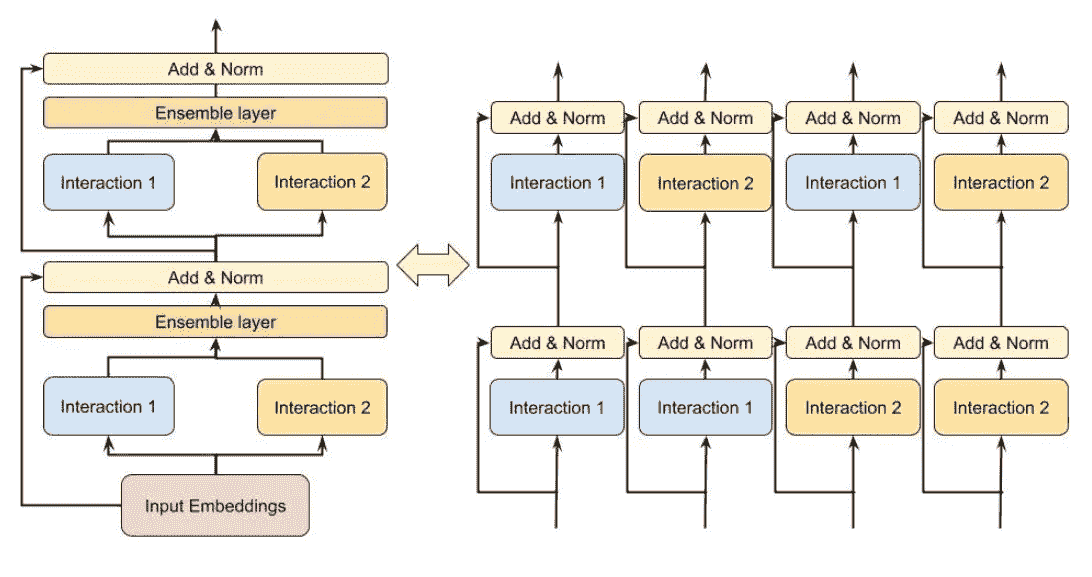 Add & Norm
Ensemble layer
Interaction 1
Interaction 2
Add & Norm
Ensemble layer
Interaction 1
Interaction 2
Input Embeddings
Add & Norm
Add & Norm
Add & Norm
Add & Norm
Interaction 1
Interaction 2
Interaction 1
Interaction 2
Add & Norm
Add & Norm
Add & Norm
Add & Norm
Interaction 1
Interaction 1
Interaction 2
Interaction 2